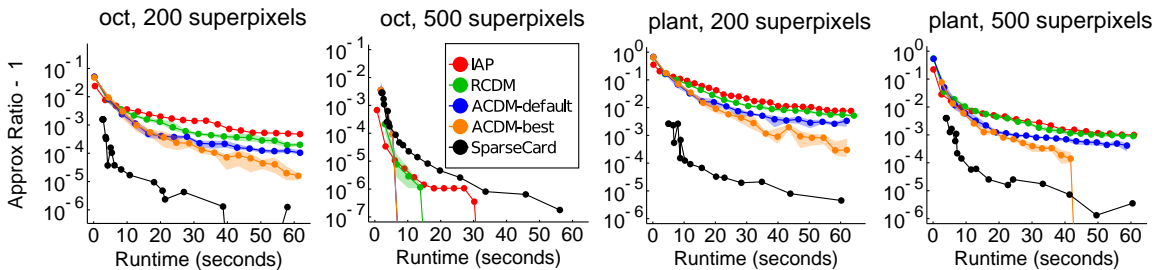 oct, 200 superpixels
Approx Ratio - 1
10^-1
10^-2
10^-3
10^-4
10^-5
10^-6
0 10 20 30 40 50 60
Runtime (seconds)
oct, 500 superpixels
10^-1
10^-2
10^-3
10^-4
10^-5
10^-6
10^-7
IAP
RCDM
ACDM-default
ACDM-best
SparseCard
0 10 20 30 40 50 60
Runtime (seconds)
plant, 200 superpixels
10^0
10^-1
10^-2
10^-3
10^-4
10^-5
10^-6
0 10 20 30 40 50 60
Runtime (seconds)
plant, 500 superpixels
10^0
10^-1
10^-2
10^-3
10^-4
10^-5
10^-6
0 10 20 30 40 50 60
Runtime (seconds)